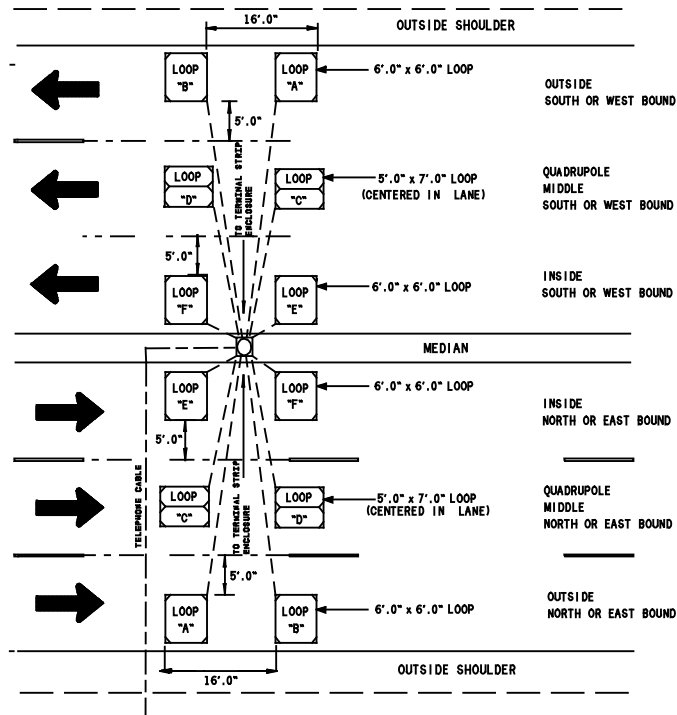 16'.0"
OUTSIDE SHOULDER
LOOP
"B"
LOOP
"A"
6'.0" x 6'.0" LOOP
OUTSIDE
SOUTH OR WEST BOUND
5'.0"
LOOP
"D"
LOOP
"C"
5'.0" x 7'.0" LOOP
(CENTERED IN LANE)
QUADRUPOLE
MIDDLE
SOUTH OR WEST BOUND
TO TERMINAL STRIP
ENCLOSURE
5'.0"
LOOP
"F"
LOOP
"E"
6'.0" x 6'.0" LOOP
INSIDE
SOUTH OR WEST BOUND
MEDIAN
LOOP
"E"
LOOP
"F"
6'.0" x 6'.0" LOOP
INSIDE
NORTH OR EAST BOUND
5'.0"
TELEPHONE CABLE
LOOP
"C"
LOOP
"D"
5'.0" x 7'.0" LOOP
(CENTERED IN LANE)
QUADRUPOLE
MIDDLE
NORTH OR EAST BOUND
TO TERMINAL STRIP
ENCLOSURE
5'.0"
LOOP
"A"
LOOP
"B"
6'.0" x 6'.0" LOOP
OUTSIDE
NORTH OR EAST BOUND
16'.0"
OUTSIDE SHOULDER